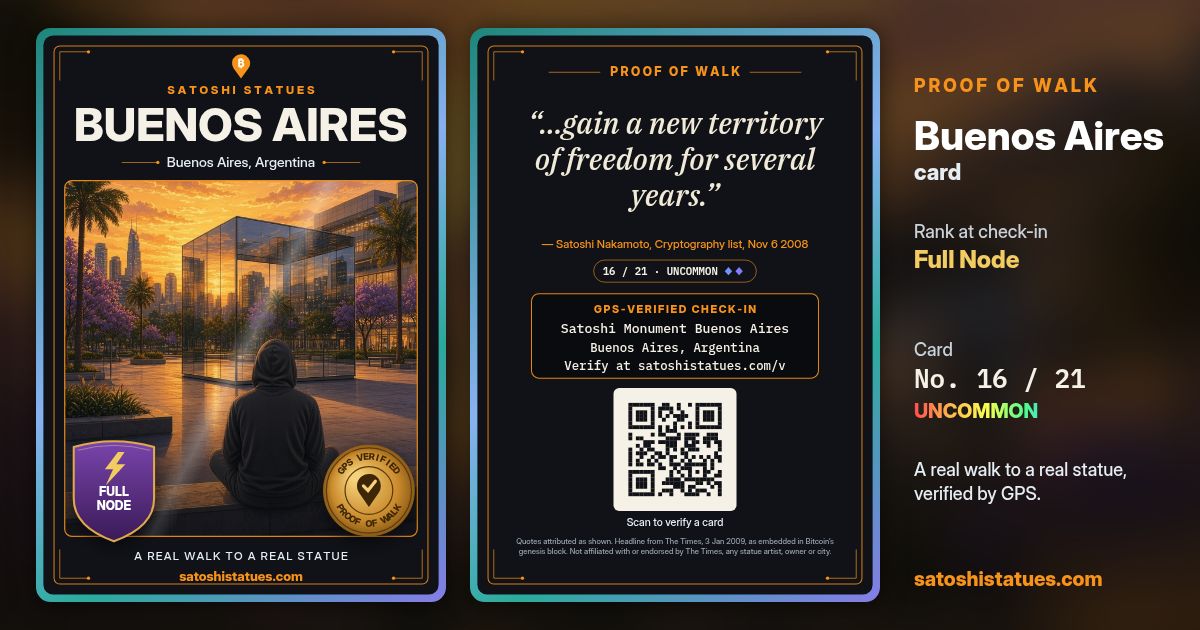 SATOSHI STATUES
BUENOS AIRES
Buenos Aires, Argentina
FULL
NODE
GPS VERIFIED
PROOF OF WALK
A REAL WALK TO A REAL STATUE
satoshistatues.com
PROOF OF WALK
“...gain a new territory
of freedom for several
years.”
— Satoshi Nakamoto, Cryptography list, Nov 6 2008
16 / 21 · UNCOMMON
GPS-VERIFIED CHECK-IN
Satoshi Monument Buenos Aires
Buenos Aires, Argentina
Verify at satoshistatues.com/v
Scan to verify a card
Quotes attributed as shown. Headline from The Times, 3 Jan 2009, as embedded in Bitcoin's
genesis block. Not affiliated with or endorsed by The Times, any statue artist, owner or city.
PROOF OF WALK
Buenos Aires
card
Rank at check-in
Full Node
Card
No. 16 / 21
UNCOMMON
A real walk to a real statue,
verified by GPS.
satoshistatues.com